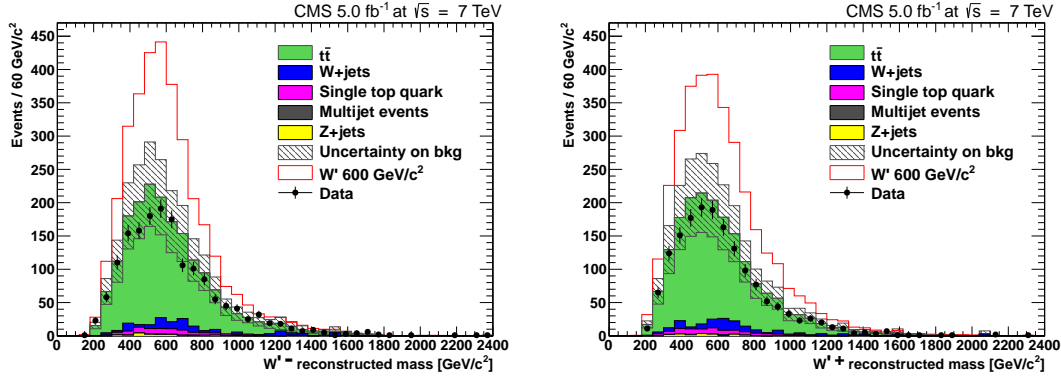 CMS 5.0 fb⁻¹ at √s = 7 TeV
Events / 60 GeV/c²
450
400
350
300
250
200
150
100
50
0
tt̄
W+jets
Single top quark
Multijet events
Z+jets
Uncertainty on bkg
W' 600 GeV/c²
Data
0 200 400 600 800 1000 1200 1400 1600 1800 2000 2200 2400
W'− reconstructed mass [GeV/c²]
CMS 5.0 fb⁻¹ at √s = 7 TeV
Events / 60 GeV/c²
450
400
350
300
250
200
150
100
50
0
tt̄
W+jets
Single top quark
Multijet events
Z+jets
Uncertainty on bkg
W' 600 GeV/c²
Data
0 200 400 600 800 1000 1200 1400 1600 1800 2000 2200 2400
W'+ reconstructed mass [GeV/c²]